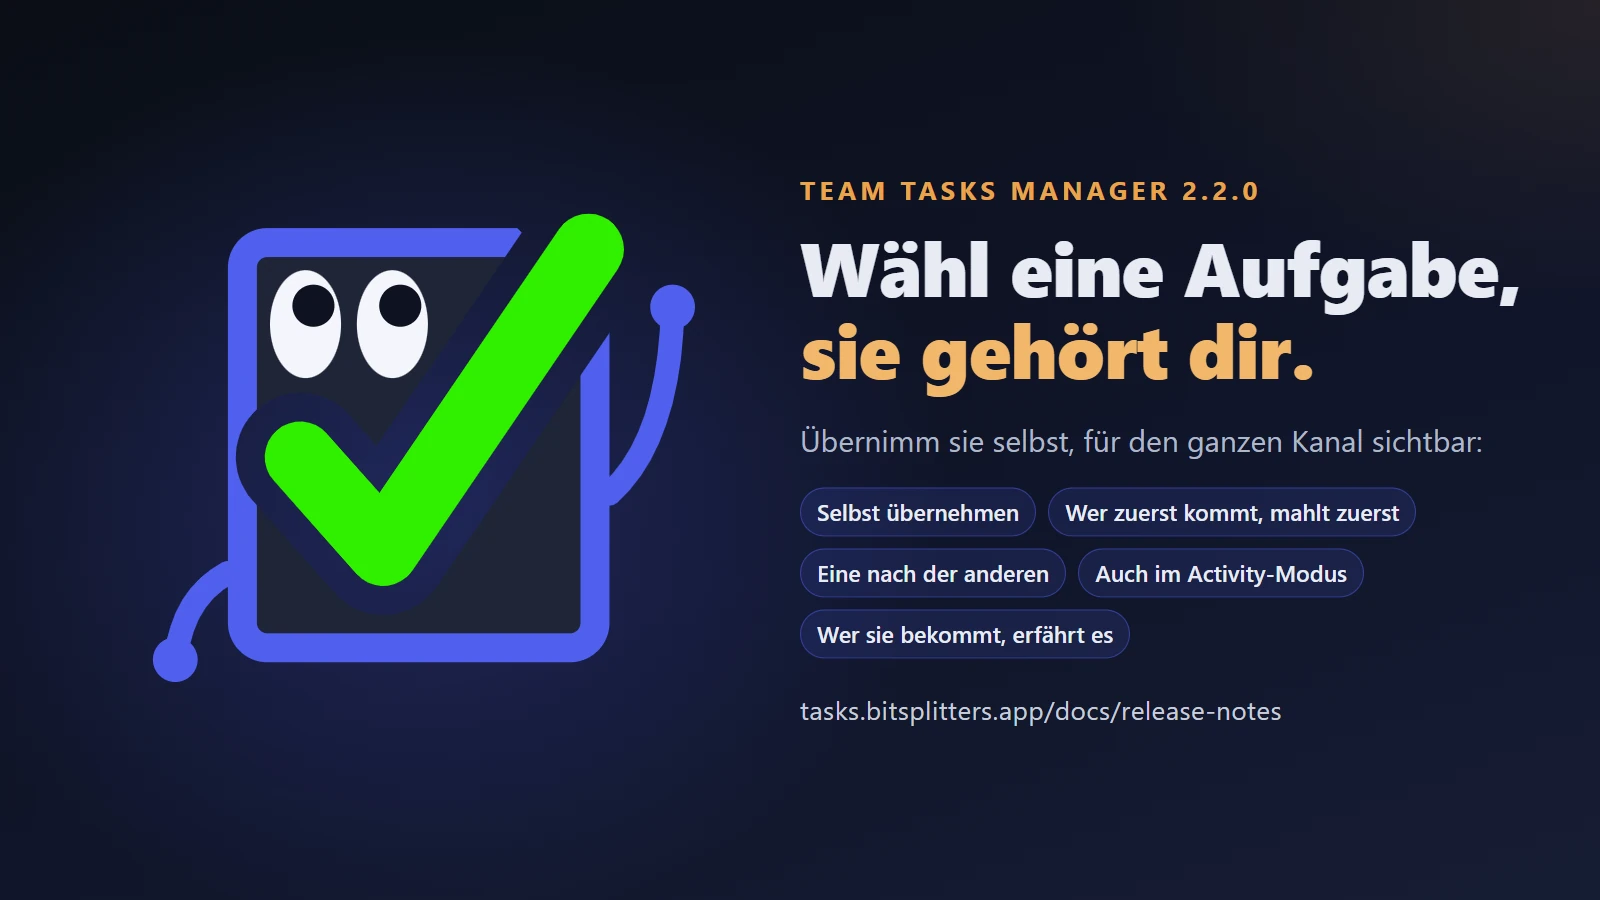 TEAM TASKS MANAGER 2.2.0
Wähl eine Aufgabe,
sie gehört dir.
Übernimm sie selbst, für den ganzen Kanal sichtbar:
Selbst übernehmen
Wer zuerst kommt, mahlt zuerst
Eine nach der anderen
Auch im Activity-Modus
Wer sie bekommt, erfährt es
tasks.bitsplitters.app/docs/release-notes